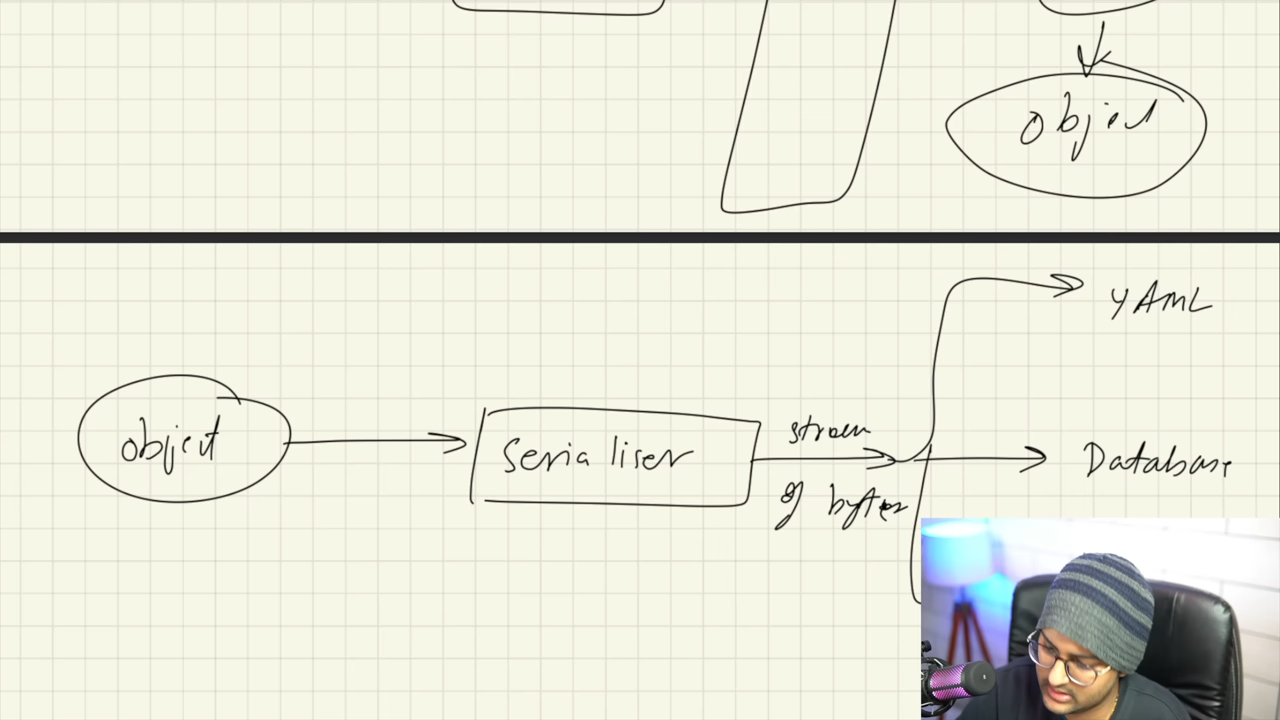 object
YAML
object
serialiser
stream
of bytes
Database